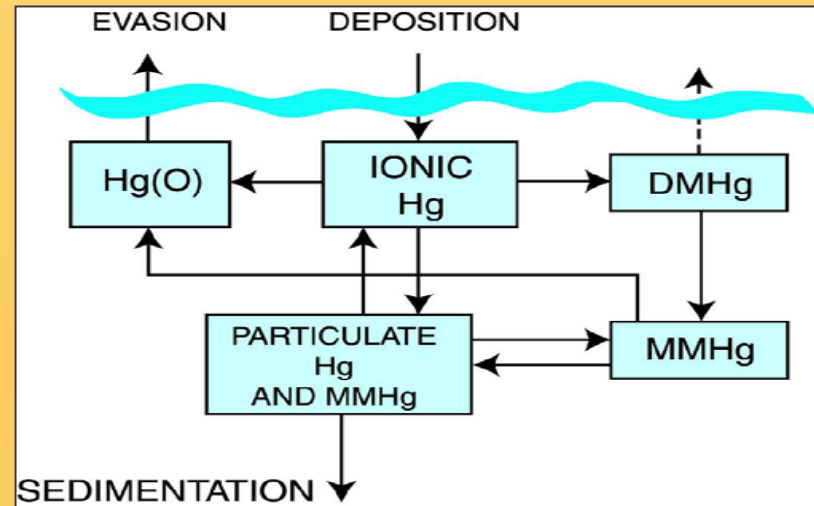 EVASION
DEPOSITION
Hg(O)
IONIC
Hg
DMHg
PARTICULATE
Hg
AND MMHg
MMHg
SEDIMENTATION